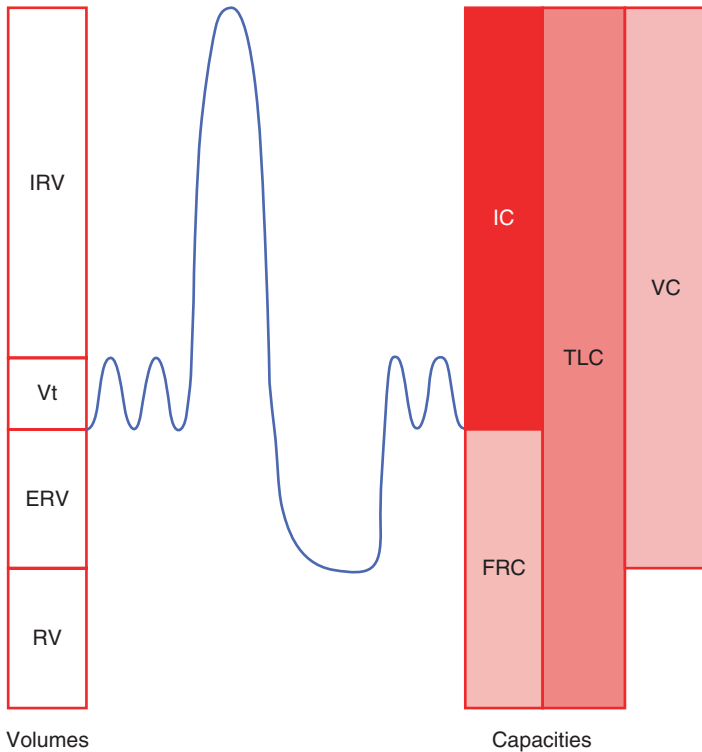 IRV
Vt
ERV
RV
IC
FRC
TLC
VC
Volumes
Capacities